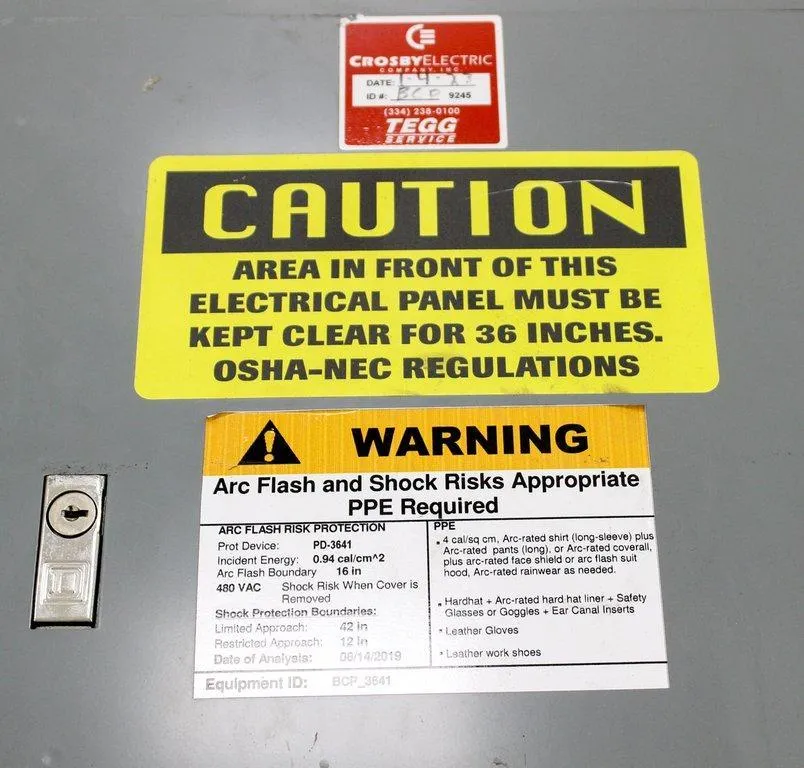 CROSBYELECTRIC
COMPANY, INC.
DATE: 1-4-
ID #: BCD 9245
(334) 238-0100
TEGG
SERVICE
CAUTION
AREA IN FRONT OF THIS
ELECTRICAL PANEL MUST BE
KEPT CLEAR FOR 36 INCHES.
OSHA-NEC REGULATIONS
WARNING
Arc Flash and Shock Risks Appropriate
PPE Required
ARC FLASH RISK PROTECTION
Prot Device: PD-3641
Incident Energy: 0.94 cal/cm^2
Arc Flash Boundary 16 in
480 VAC Shock Risk When Cover is
Removed
Shock Protection Boundaries:
Limited Approach: 42 in
Restricted Approach: 12 in
Date of Analysis: 08/14/2019
PPE
• 4 cal/sq cm, Arc-rated shirt (long-sleeve) plus
Arc-rated pants (long), or Arc-rated coverall,
plus arc-rated face shield or arc flash suit
hood, Arc-rated rainwear as needed.
• Hardhat + Arc-rated hard hat liner + Safety
Glasses or Goggles + Ear Canal Inserts
• Leather Gloves
• Leather work shoes
Equipment ID: BCP_3641